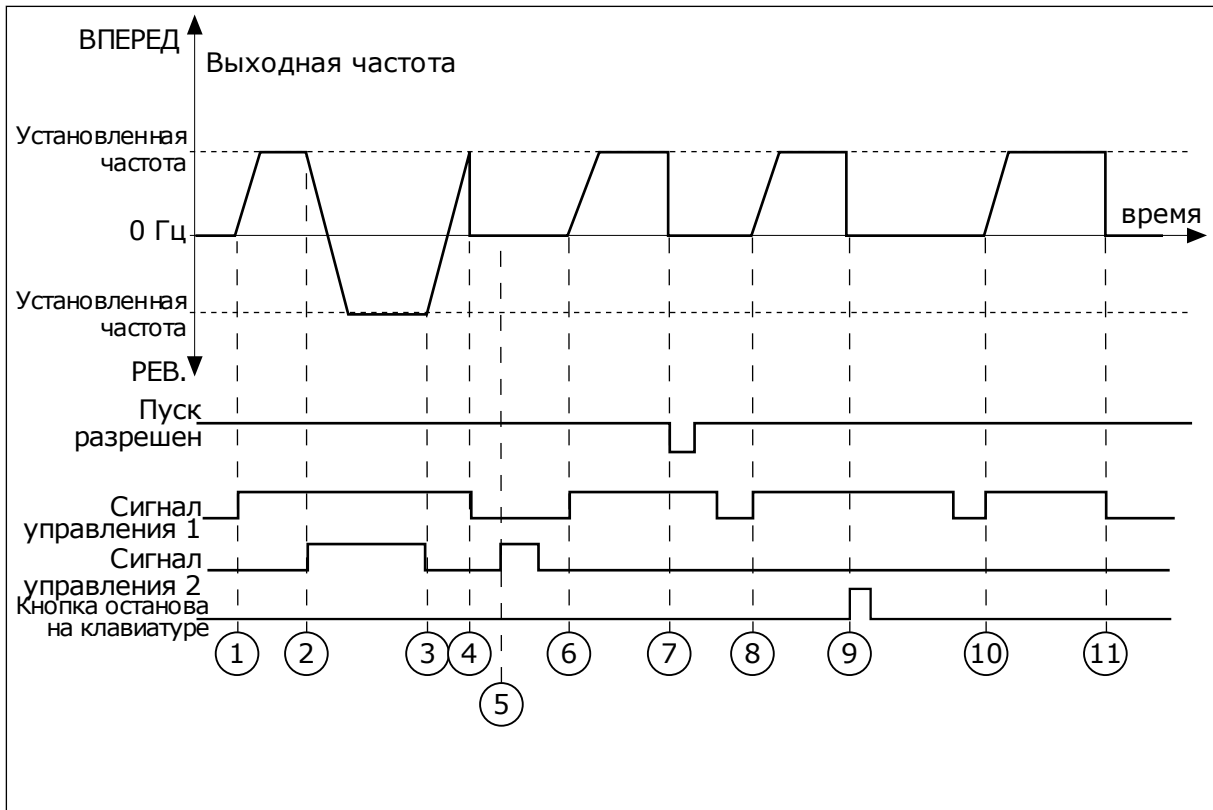 ВПЕРЕД
Выходная частота
Установленная
частота
0 Гц
время
Установленная
частота
РЕВ.
Пуск
разрешен
Сигнал
управления 1
Сигнал
управления 2
Кнопка останова
на клавиатуре
1 2 3 4 6 7 8 9 10 11
5